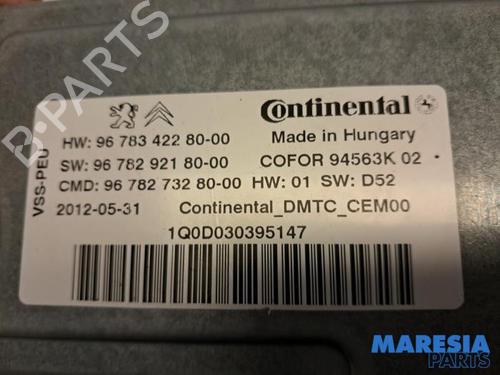 Continental
HW: 96 783 422 80-00
Made in Hungary
SW: 96 782 921 80-00
COFOR 94563K 02
CMD: 96 782 732 80-00 HW: 01 SW: D52
2012-05-31
Continental_DMTC_CEM00
1Q0D030395147
VSS-PEU
B-PARTS
MARESIA
PARTS